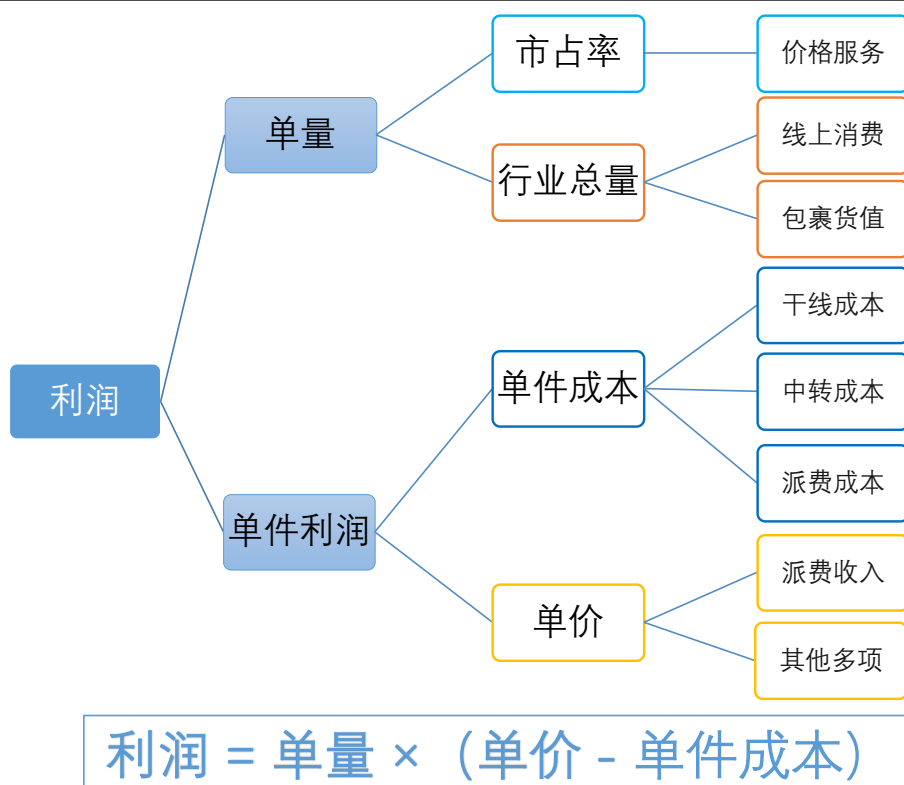 市占率
价格服务
单量
线上消费
行业总量
包裹货值
干线成本
利润
单件成本
中转成本
派费成本
单件利润
派费收入
单价
其他多项
利润 = 单量 × （单价 - 单件成本）